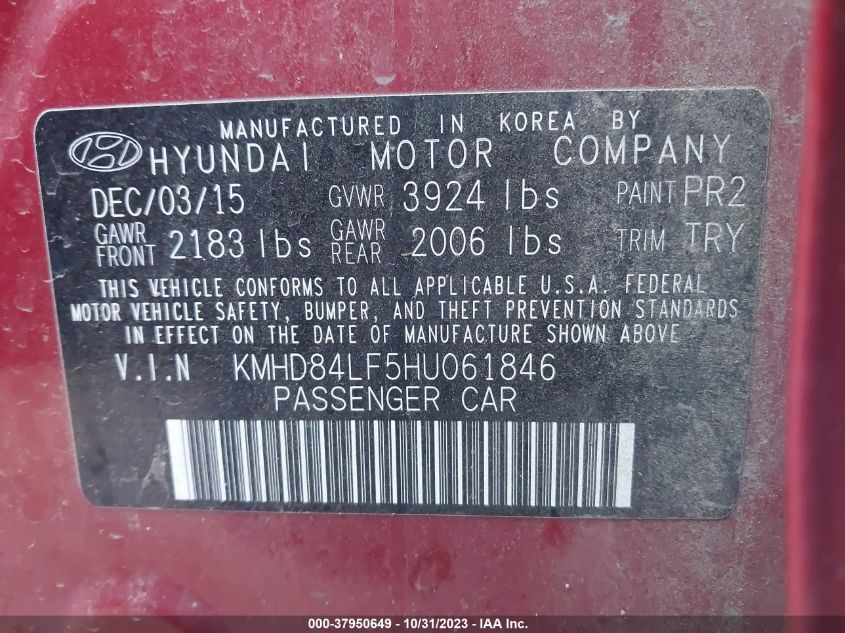 MANUFACTURED IN KOREA BY
HYUNDAI MOTOR COMPANY
DEC/03/15 GVWR 3924 lbs PAINT PR2
GAWR FRONT 2183 lbs GAWR REAR 2006 lbs TRIM TRY
THIS VEHICLE CONFORMS TO ALL APPLICABLE U.S.A. FEDERAL
MOTOR VEHICLE SAFETY, BUMPER, AND THEFT PREVENTION STANDARDS
IN EFFECT ON THE DATE OF MANUFACTURE SHOWN ABOVE
V.I.N KMHD84LF5HU061846
PASSENGER CAR
000-37950649 - 10/31/2023 - IAA Inc.